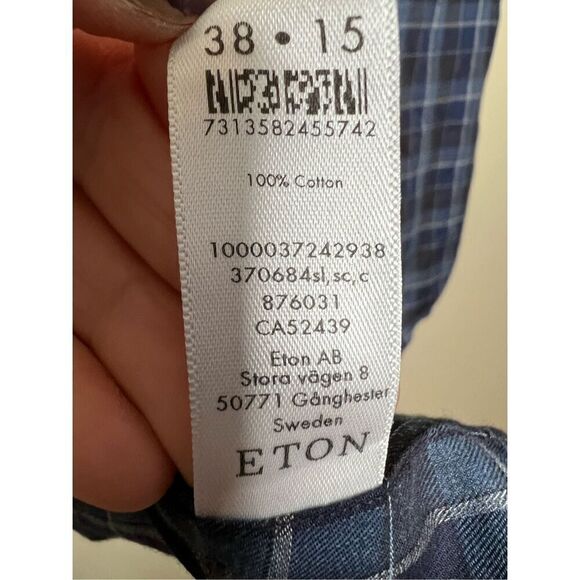 38 • 15
7313582455742
100% Cotton
1000037242938
370684sl,sc,c
876031
CA52439
Eton AB
Stora vägen 8
50771 Gånghester
Sweden
ETON